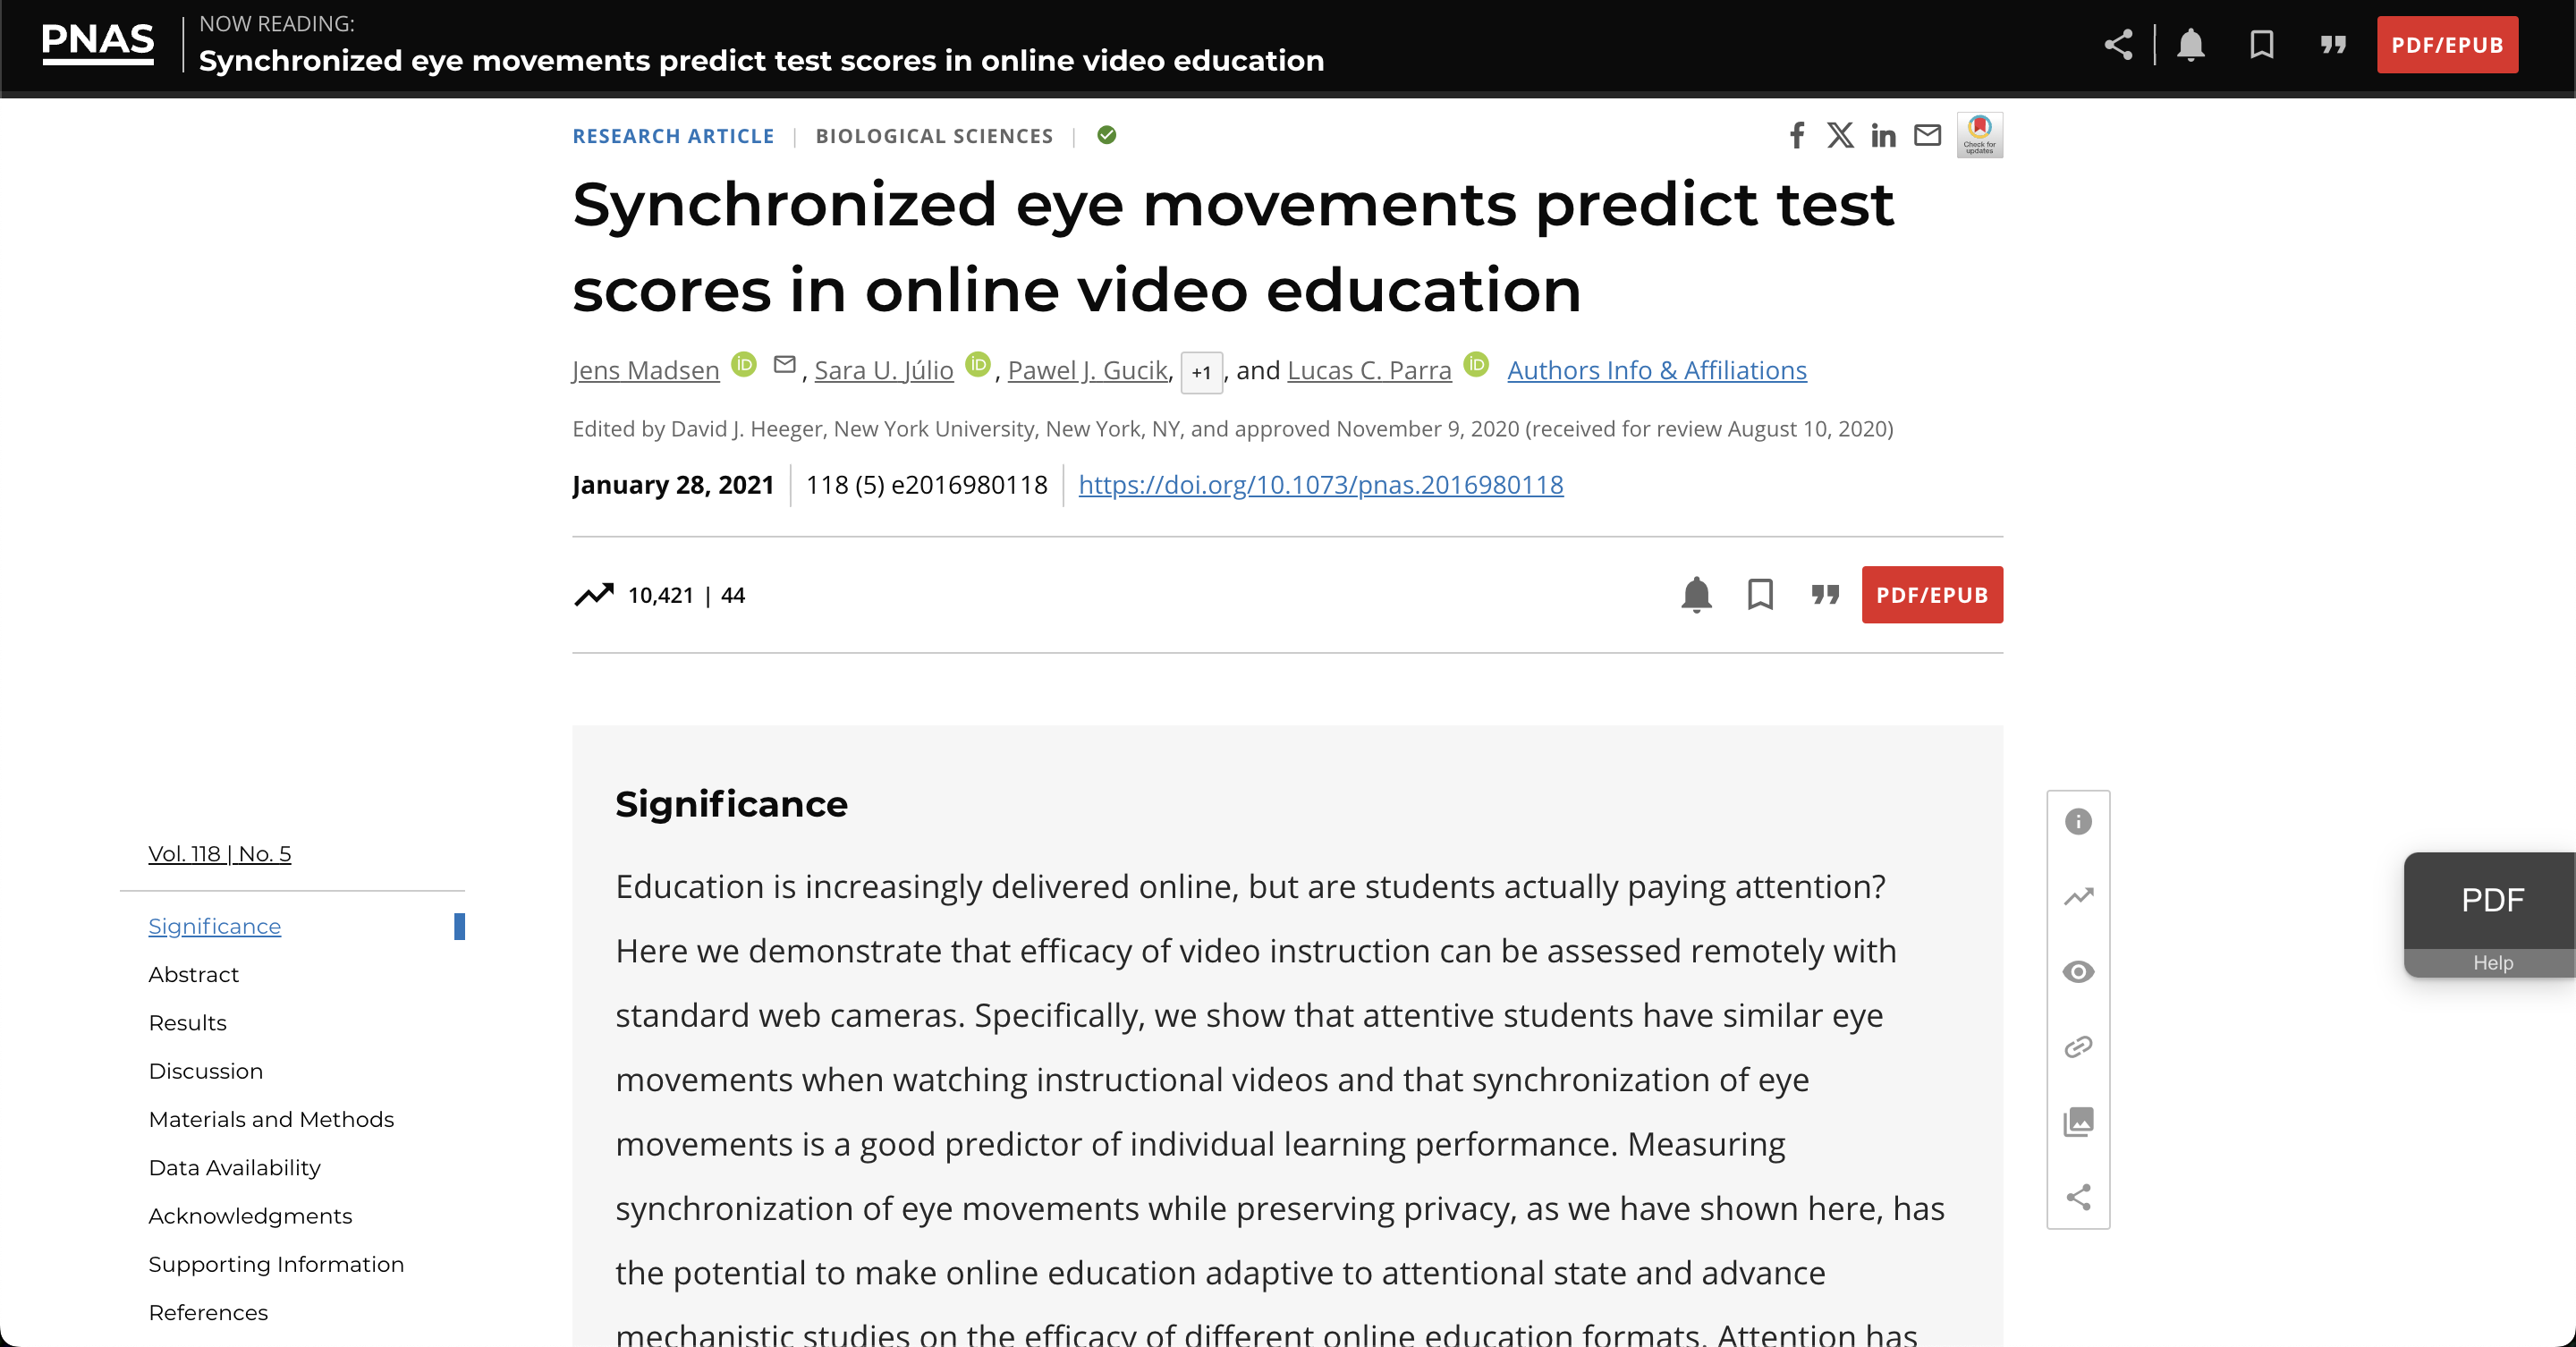 PNAS
NOW READING:
Synchronized eye movements predict test scores in online video education
PDF/EPUB
RESEARCH ARTICLE | BIOLOGICAL SCIENCES |
Check for
updates
Synchronized eye movements predict test
scores in online video education
Jens Madsen iD , Sara U. Júlio iD , Pawel J. Gucik, +1 , and Lucas C. Parra iD Authors Info & Affiliations
Edited by David J. Heeger, New York University, New York, NY, and approved November 9, 2020 (received for review August 10, 2020)
January 28, 2021 | 118 (5) e2016980118 | https://doi.org/10.1073/pnas.2016980118
10,421 | 44
PDF/EPUB
Vol. 118 | No. 5
Significance
Abstract
Results
Discussion
Materials and Methods
Data Availability
Acknowledgments
Supporting Information
References
Significance
Education is increasingly delivered online, but are students actually paying attention?
Here we demonstrate that efficacy of video instruction can be assessed remotely with
standard web cameras. Specifically, we show that attentive students have similar eye
movements when watching instructional videos and that synchronization of eye
movements is a good predictor of individual learning performance. Measuring
synchronization of eye movements while preserving privacy, as we have shown here, has
the potential to make online education adaptive to attentional state and advance
mechanistic studies on the efficacy of different online education formats. Attention has
PDF
Help